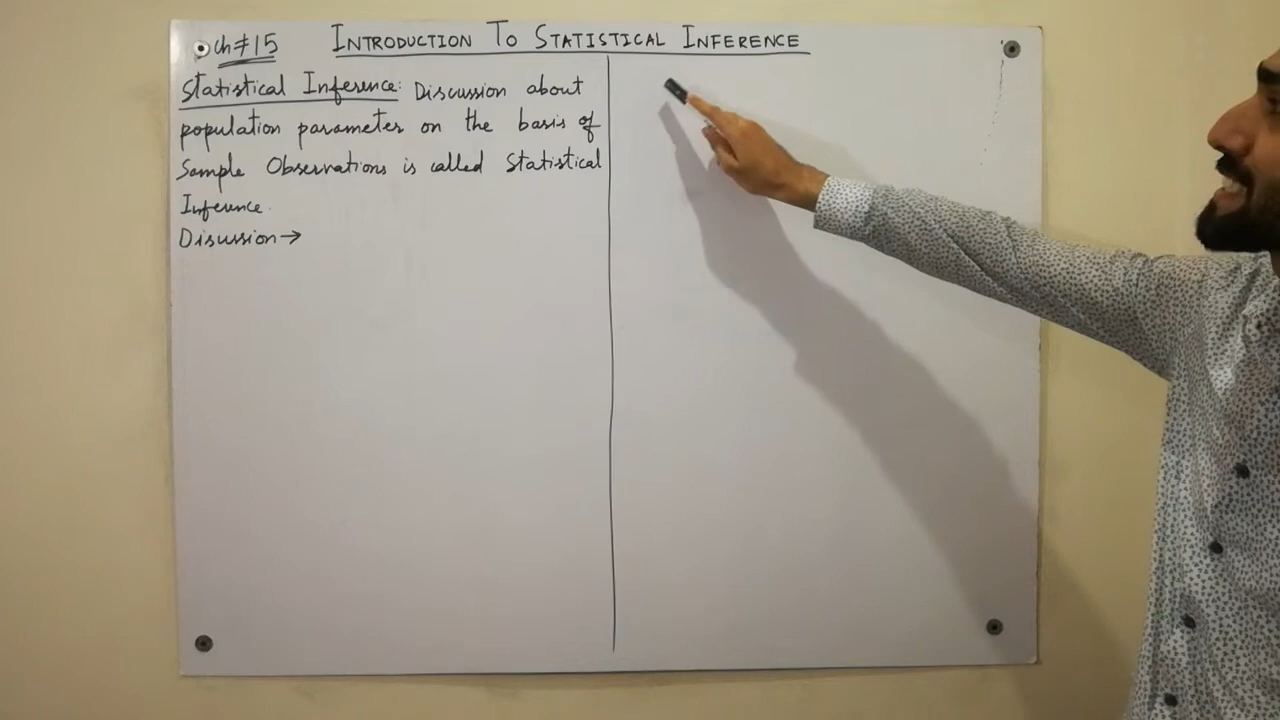 ch#15 INTRODUCTION TO STATISTICAL INFERENCE
Statistical Inference: Discussion about
population parameter on the basis of
Sample Observations is called Statistical
Inference.
Disussion→